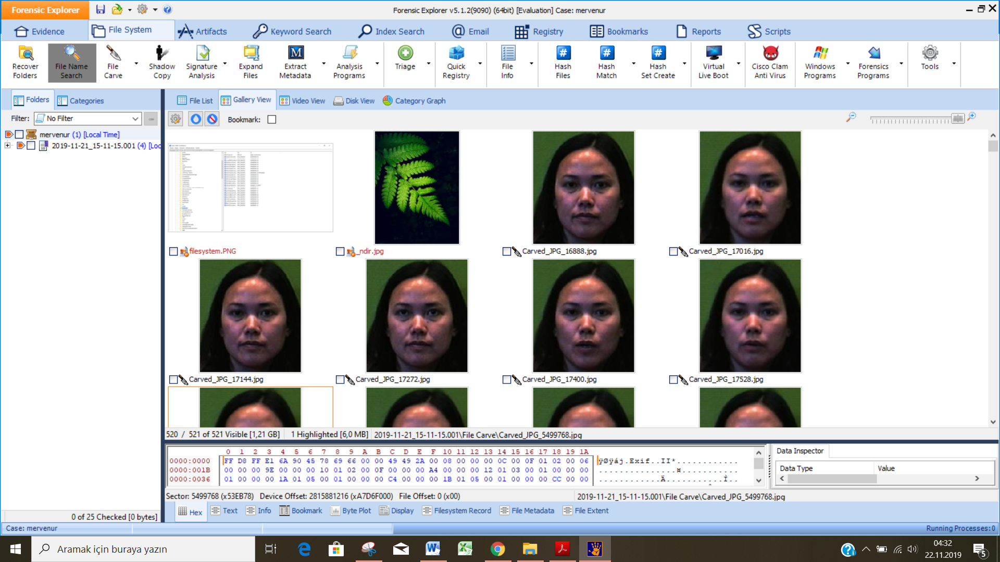 Forensic Explorer
Forensic Explorer v5.1.2(9090) (64bit) [Evaluation] Case: mervenur
Evidence File System Artifacts Keyword Search Index Search Email Registry Bookmarks Reports Scripts
Recover Folders
File Name Search
File Carve
Shadow Copy
Signature Analysis
Expand Files
Extract Metadata
Analysis Programs
Triage
Quick Registry
File Info
Hash Files
Hash Match
Hash Set Create
Virtual Live Boot
Cisco Clam Anti Virus
Windows Programs
Forensics Programs
Tools
Folders Categories
File List Gallery View Video View Disk View Category Graph
Filter: No Filter
Bookmark:
mervenur (1) [Local Time]
2019-11-21_15-11-15.001 (4) [Loc
filesystem.PNG _ndir.jpg Carved_JPG_16888.jpg Carved_JPG_17016.jpg
Carved_JPG_17144.jpg Carved_JPG_17272.jpg Carved_JPG_17400.jpg Carved_JPG_17528.jpg
520 / 521 of 521 Visible [1,21 GB] 1 Highlighted [6,0 MB] 2019-11-21_15-11-15.001\File Carve\Carved_JPG_5499768.jpg
0 1 2 3 4 5 6 7 8 9 A B C D E F 10 11 12 13 14 15 16 17 18 19 1A
0000:0000 FF D8 FF E1 6A 90 45 78 69 66 00 00 49 49 2A 00 08 00 00 00 0C 00 0F 01 02 00 06 ÿØÿáj.Exif..II*............
0000:001B 00 00 00 9E 00 00 00 10 01 02 00 0F 00 00 00 A4 00 00 00 12 01 03 00 01 00 00 00 ...............¤...........
0000:0036 01 00 00 00 1A 01 05 00 01 00 00 00 C4 00 00 00 1B 01 05 00 01 00 00 00 CC 00 00 ............Ä...........Ì..
Data Inspector
Data Type Value
Sector: 5499768 (x53EB78) Device Offset: 2815881216 (xA7D6F000) File Offset: 0 (x00) 2019-11-21_15-11-15.001\File Carve\Carved_JPG_5499768.jpg
Hex Text Info Bookmark Byte Plot Display Filesystem Record File Metadata File Extent
0 of 25 Checked [0 bytes]
Case: mervenur Running Processes:0
Aramak için buraya yazın
04:32
22.11.2019
5